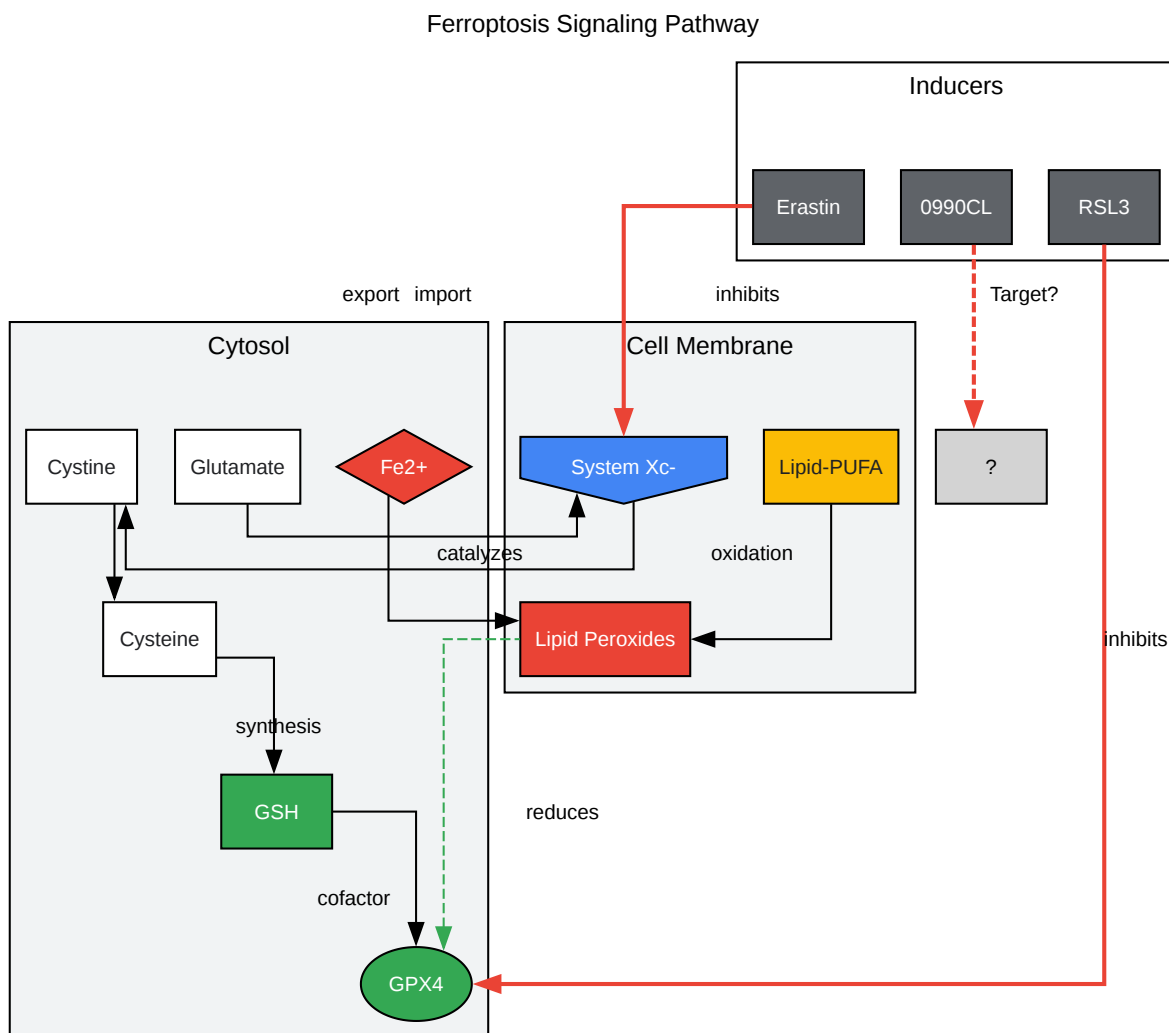 Ferroptosis Signaling Pathway
Inducers
Erastin
0990CL
RSL3
export
import
inhibits
Target?
Cytosol
Cell Membrane
Cystine
Glutamate
Fe2+
System Xc-
Lipid-PUFA
?
catalyzes
oxidation
Cysteine
Lipid Peroxides
inhibits
synthesis
GSH
reduces
cofactor
GPX4